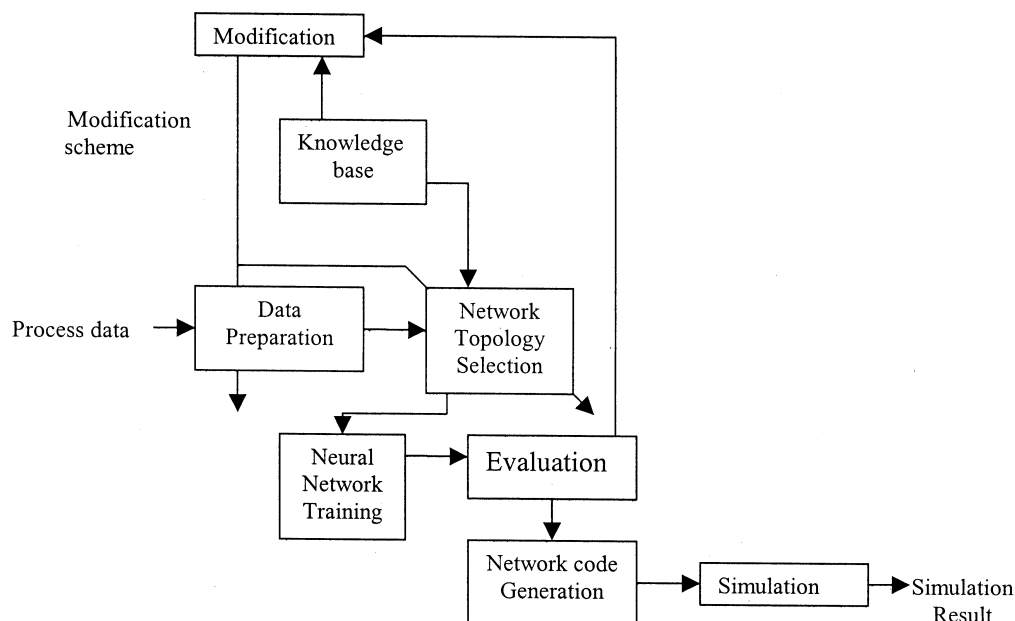 Modification
Modification
scheme
Knowledge
base
Process data
Data
Preparation
Network
Topology
Selection
Neural
Network
Training
Evaluation
Network code
Generation
Simulation
Simulation
Result